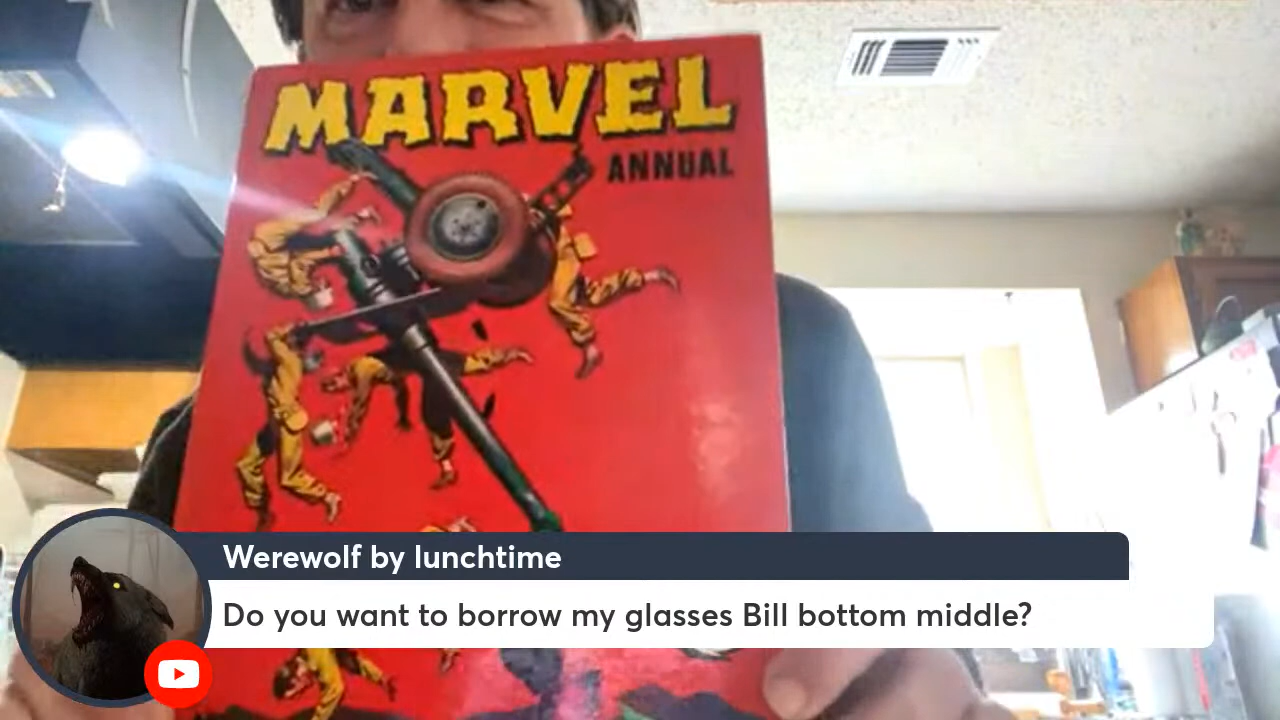 MARVEL
ANNUAL
Werewolf by lunchtime
Do you want to borrow my glasses Bill bottom middle?